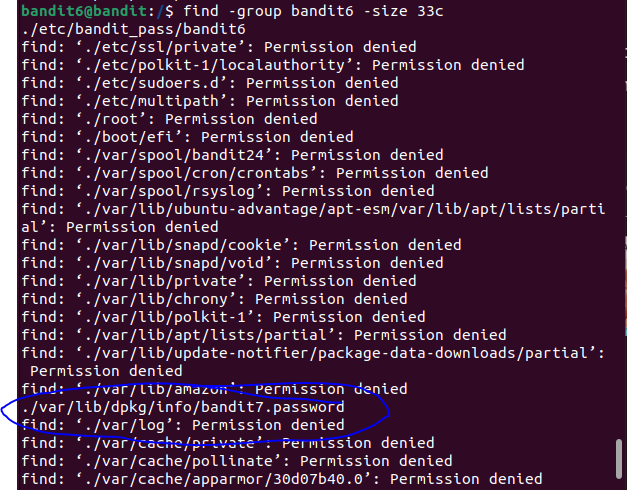 bandit6@bandit:/$ find -group bandit6 -size 33c
./etc/bandit_pass/bandit6
find: ‘./etc/ssl/private’: Permission denied
find: ‘./etc/polkit-1/localauthority’: Permission denied
find: ‘./etc/sudoers.d’: Permission denied
find: ‘./etc/multipath’: Permission denied
find: ‘./root’: Permission denied
find: ‘./boot/efi’: Permission denied
find: ‘./var/spool/bandit24’: Permission denied
find: ‘./var/spool/cron/crontabs’: Permission denied
find: ‘./var/spool/rsyslog’: Permission denied
find: ‘./var/lib/ubuntu-advantage/apt-esm/var/lib/apt/lists/parti
al’: Permission denied
find: ‘./var/lib/snapd/cookie’: Permission denied
find: ‘./var/lib/snapd/void’: Permission denied
find: ‘./var/lib/private’: Permission denied
find: ‘./var/lib/chrony’: Permission denied
find: ‘./var/lib/polkit-1’: Permission denied
find: ‘./var/lib/apt/lists/partial’: Permission denied
find: ‘./var/lib/update-notifier/package-data-downloads/partial’:
 Permission denied
find: ‘./var/lib/amazon’: Permission denied
./var/lib/dpkg/info/bandit7.password
find: ‘./var/log’: Permission denied
find: ‘./var/cache/private’: Permission denied
find: ‘./var/cache/pollinate’: Permission denied
find: ‘./var/cache/apparmor/30d07b40.0’: Permission denied